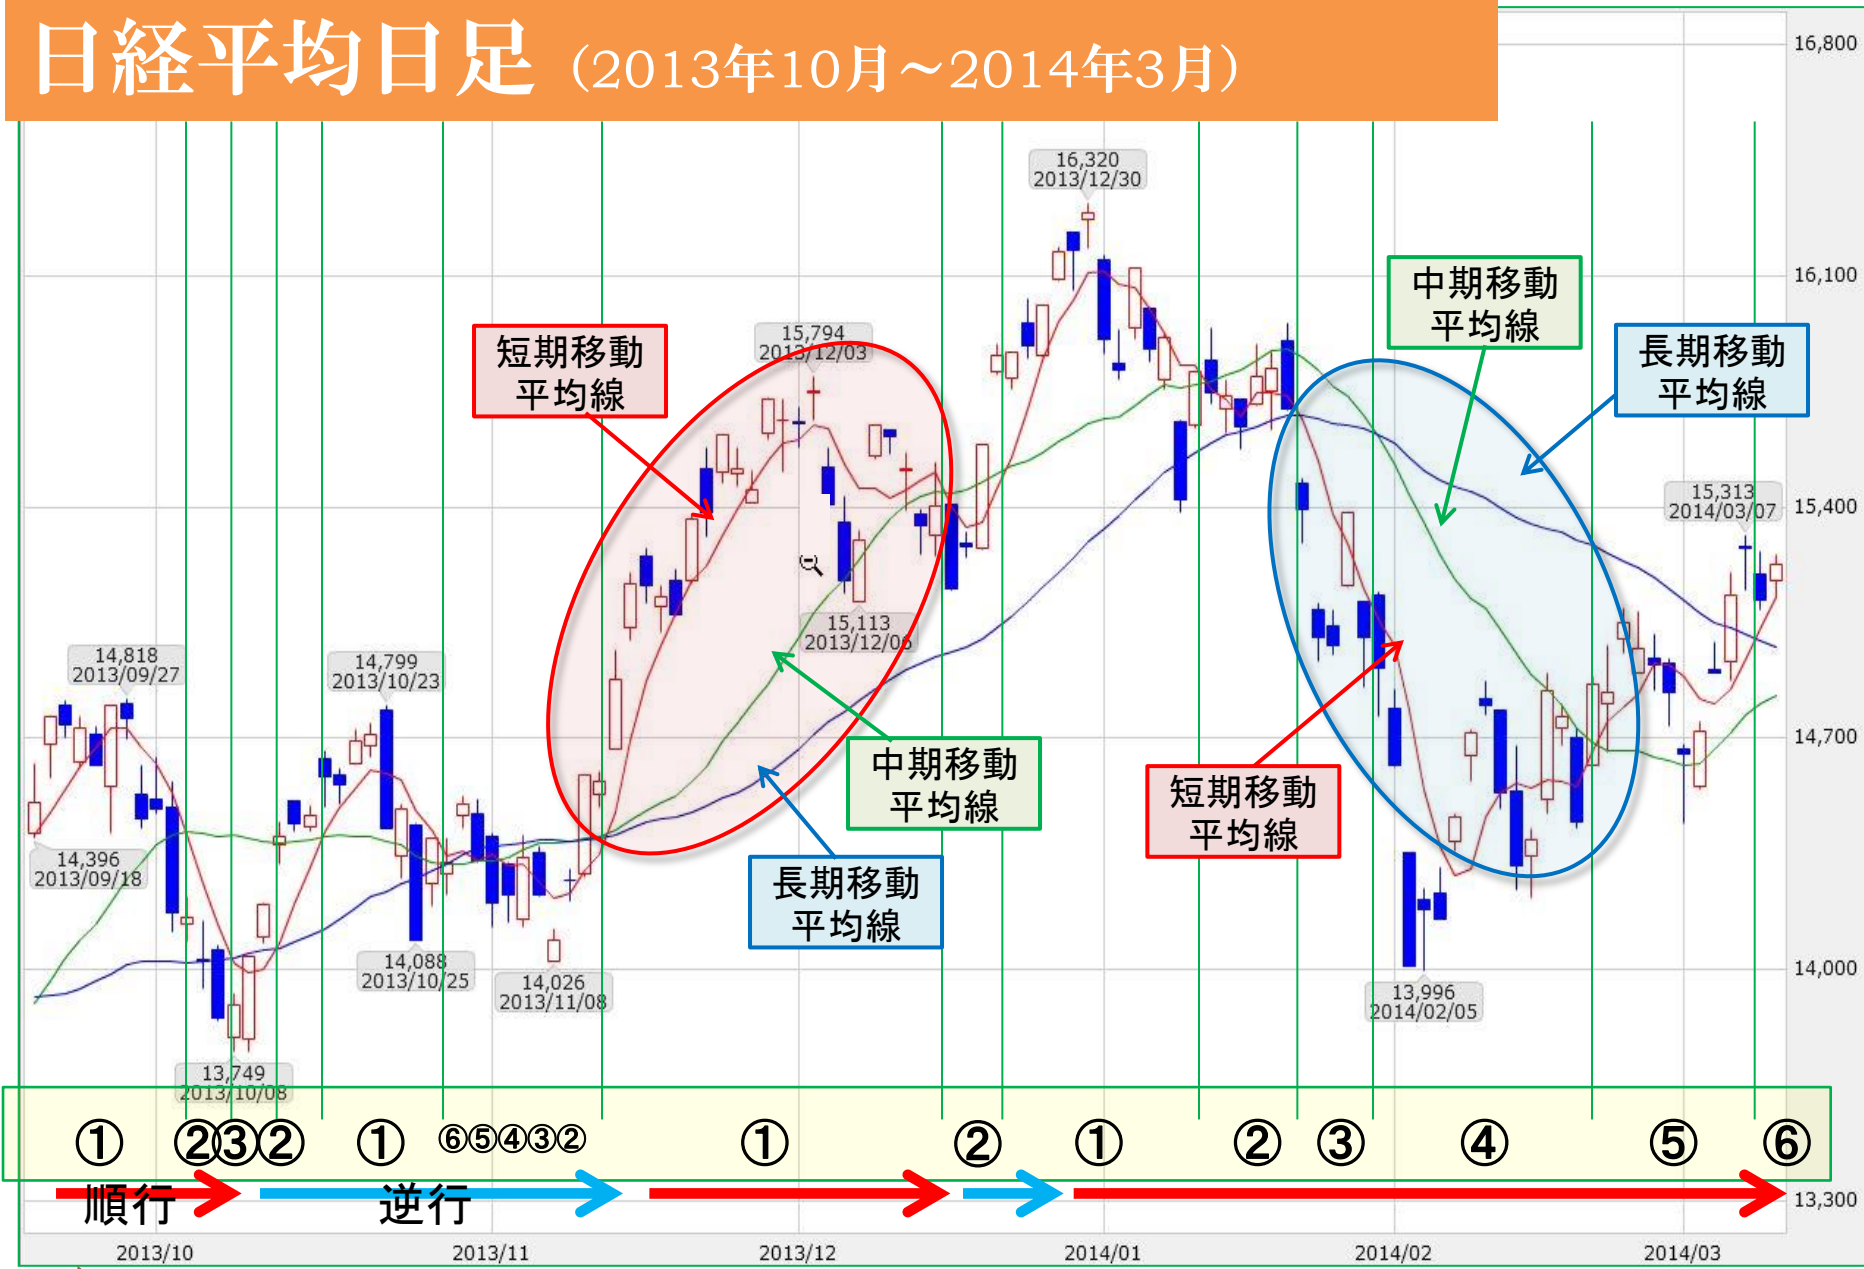 日経平均日足（2013年10月～2014年3月）
16,800
16,320
2013/12/30
16,100
中期移動
平均線
長期移動
平均線
短期移動
平均線
15,794
2013/12/03
15,313
2014/03/07
15,400
15,113
2013/12/06
14,818
2013/09/27
14,799
2013/10/23
14,700
中期移動
平均線
短期移動
平均線
14,396
2013/09/18
長期移動
平均線
14,088
2013/10/25
14,026
2013/11/08
14,000
13,996
2014/02/05
13,749
2013/10/08
① ②③② ① ⑥⑤④③② ① ② ① ② ③ ④ ⑤ ⑥
順行 逆行
13,300
2013/10 2013/11 2013/12 2014/01 2014/02 2014/03